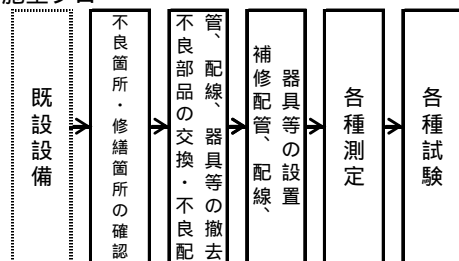 既設設備
不良箇所・修繕箇所の確認
不良部品の交換・不良配
管、配線、器具等の撤去
補修配管、配線、
器具等の設置
各種測定
各種試験